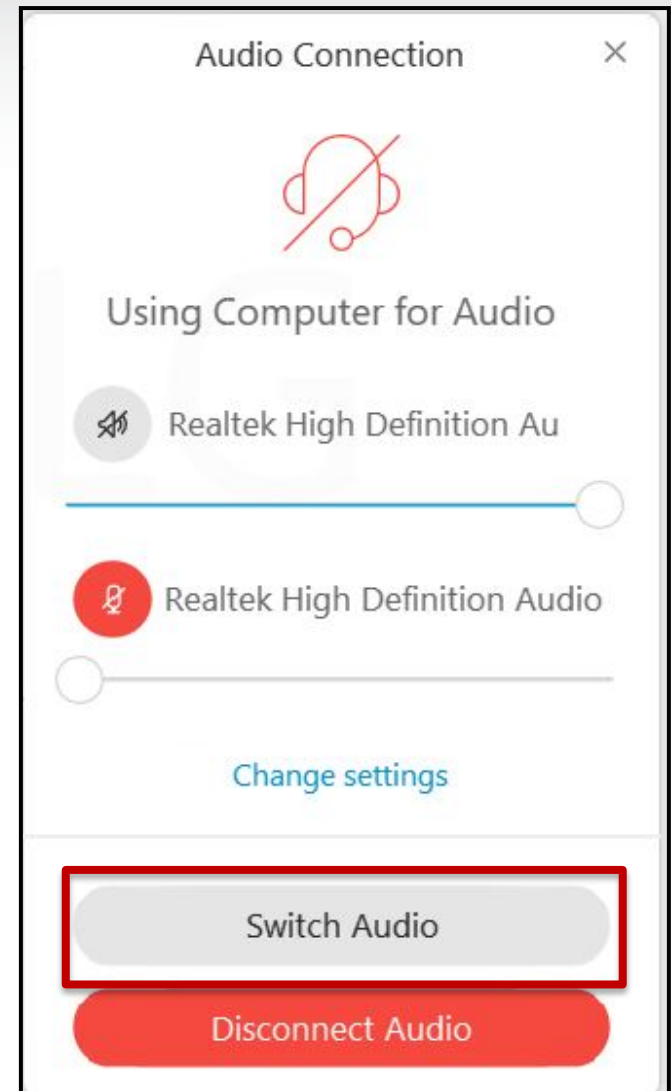 Audio Connection
Using Computer for Audio
Realtek High Definition Au
Realtek High Definition Audio
Change settings
Switch Audio
Disconnect Audio